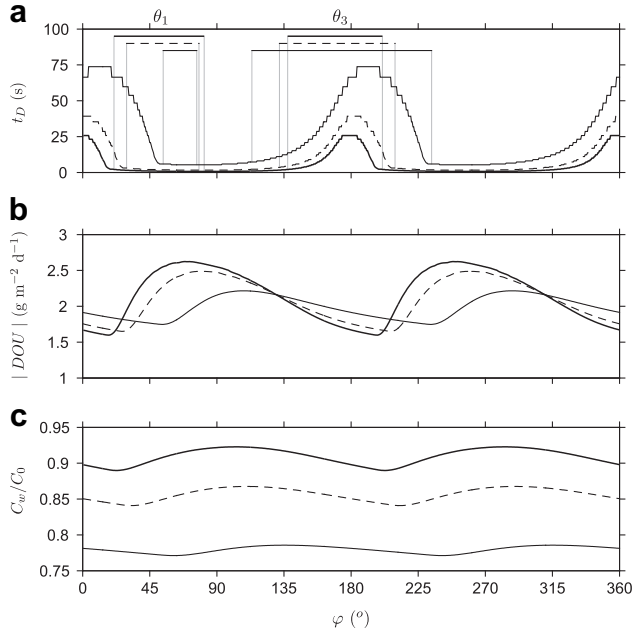 a
θ1 θ3
100
75
50
25
0
tD (s)
b
3
2.5
2
1.5
1
| DOU | (g m−2 d−1)
c
0.95
0.9
0.85
0.8
0.75
Cw/C0
0 45 90 135 180 225 270 315 360
φ (o)